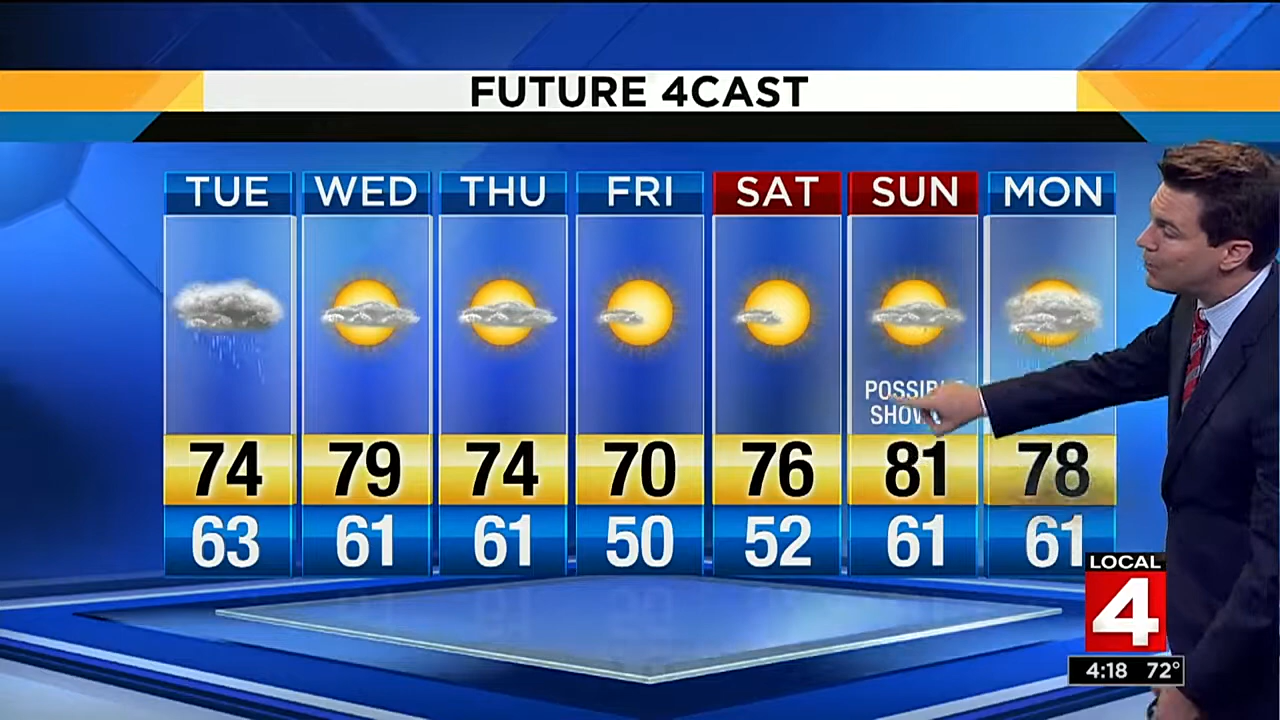 FUTURE 4CAST
TUE WED THU FRI SAT SUN MON
74 79 74 70 76 81 78
63 61 61 50 52 61 61
LOCAL
4
4:18 72°